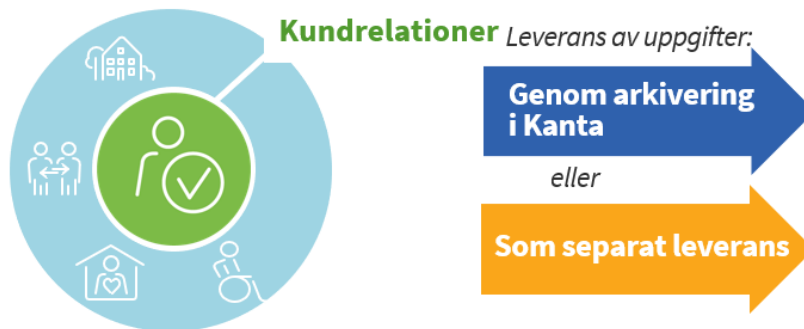 Kundrelationer
Leverans av uppgifter:
Genom arkivering
i Kanta
eller
Som separat leverans